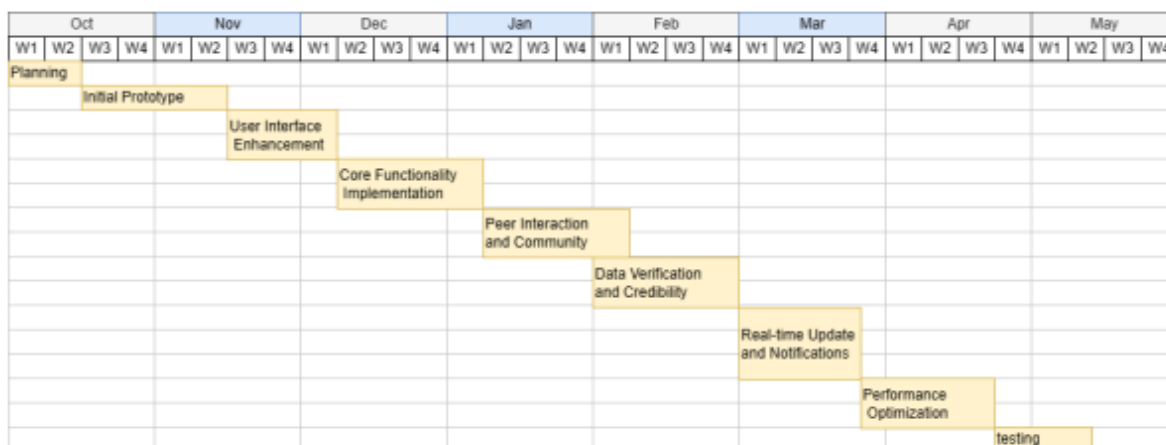 Oct Nov Dec Jan Feb Mar Apr May
W1 W2 W3 W4 W1 W2 W3 W4 W1 W2 W3 W4 W1 W2 W3 W4 W1 W2 W3 W4 W1 W2 W3 W4 W1 W2 W3 W4 W1 W2 W3 W4
Planning
Initial Prototype
User Interface
Enhancement
Core Functionality
Implementation
Peer Interaction
and Community
Data Verification
and Credibility
Real-time Update
and Notifications
Performance
Optimization
testing